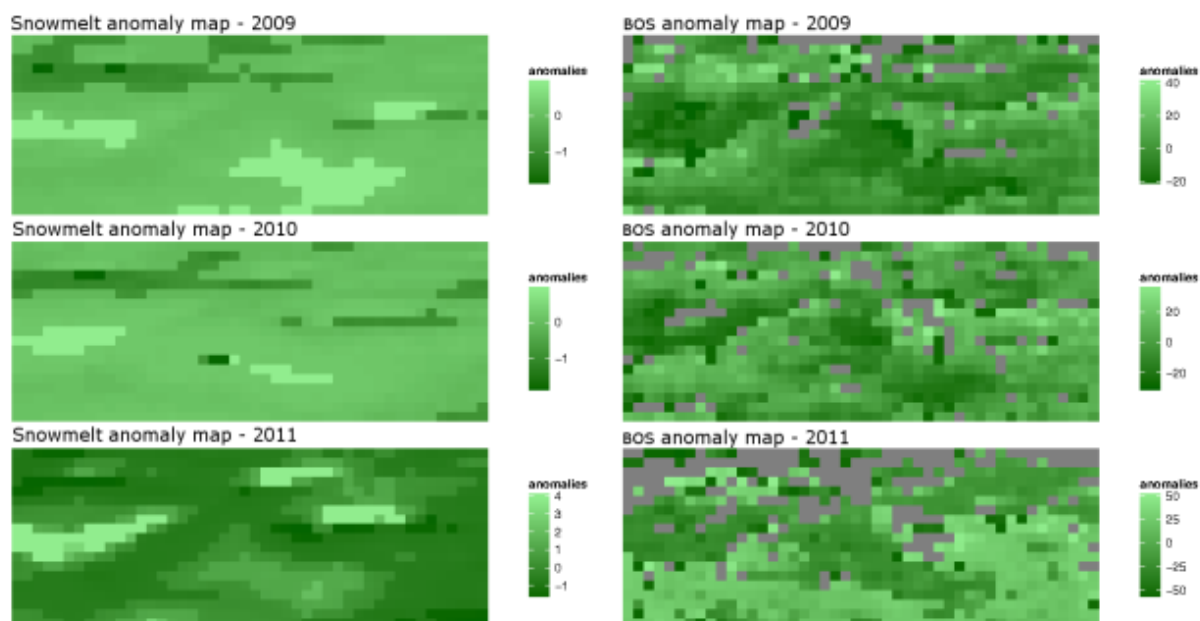 Snowmelt anomaly map - 2009
anomalies
0
-1
BOS anomaly map - 2009
anomalies
40
20
0
-20
Snowmelt anomaly map - 2010
anomalies
0
-1
BOS anomaly map - 2010
anomalies
20
0
-20
Snowmelt anomaly map - 2011
anomalies
4
3
2
1
0
-1
BOS anomaly map - 2011
anomalies
50
25
0
-25
-50